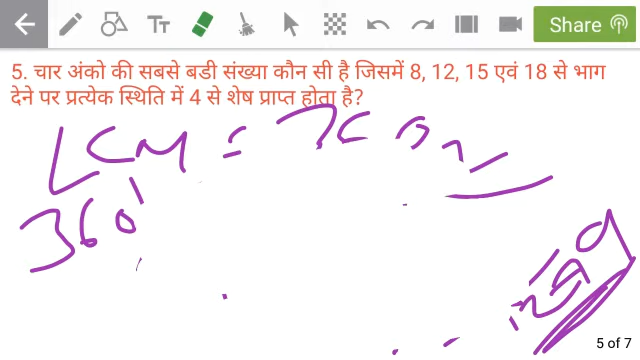 Share
5. चार अंको की सबसे बडी संख्या कौन सी है जिसमें 8, 12, 15 एवं 18 से भाग
देने पर प्रत्येक स्थिति में 4 से शेष प्राप्त होता है?
LCM =
360
5 of 7